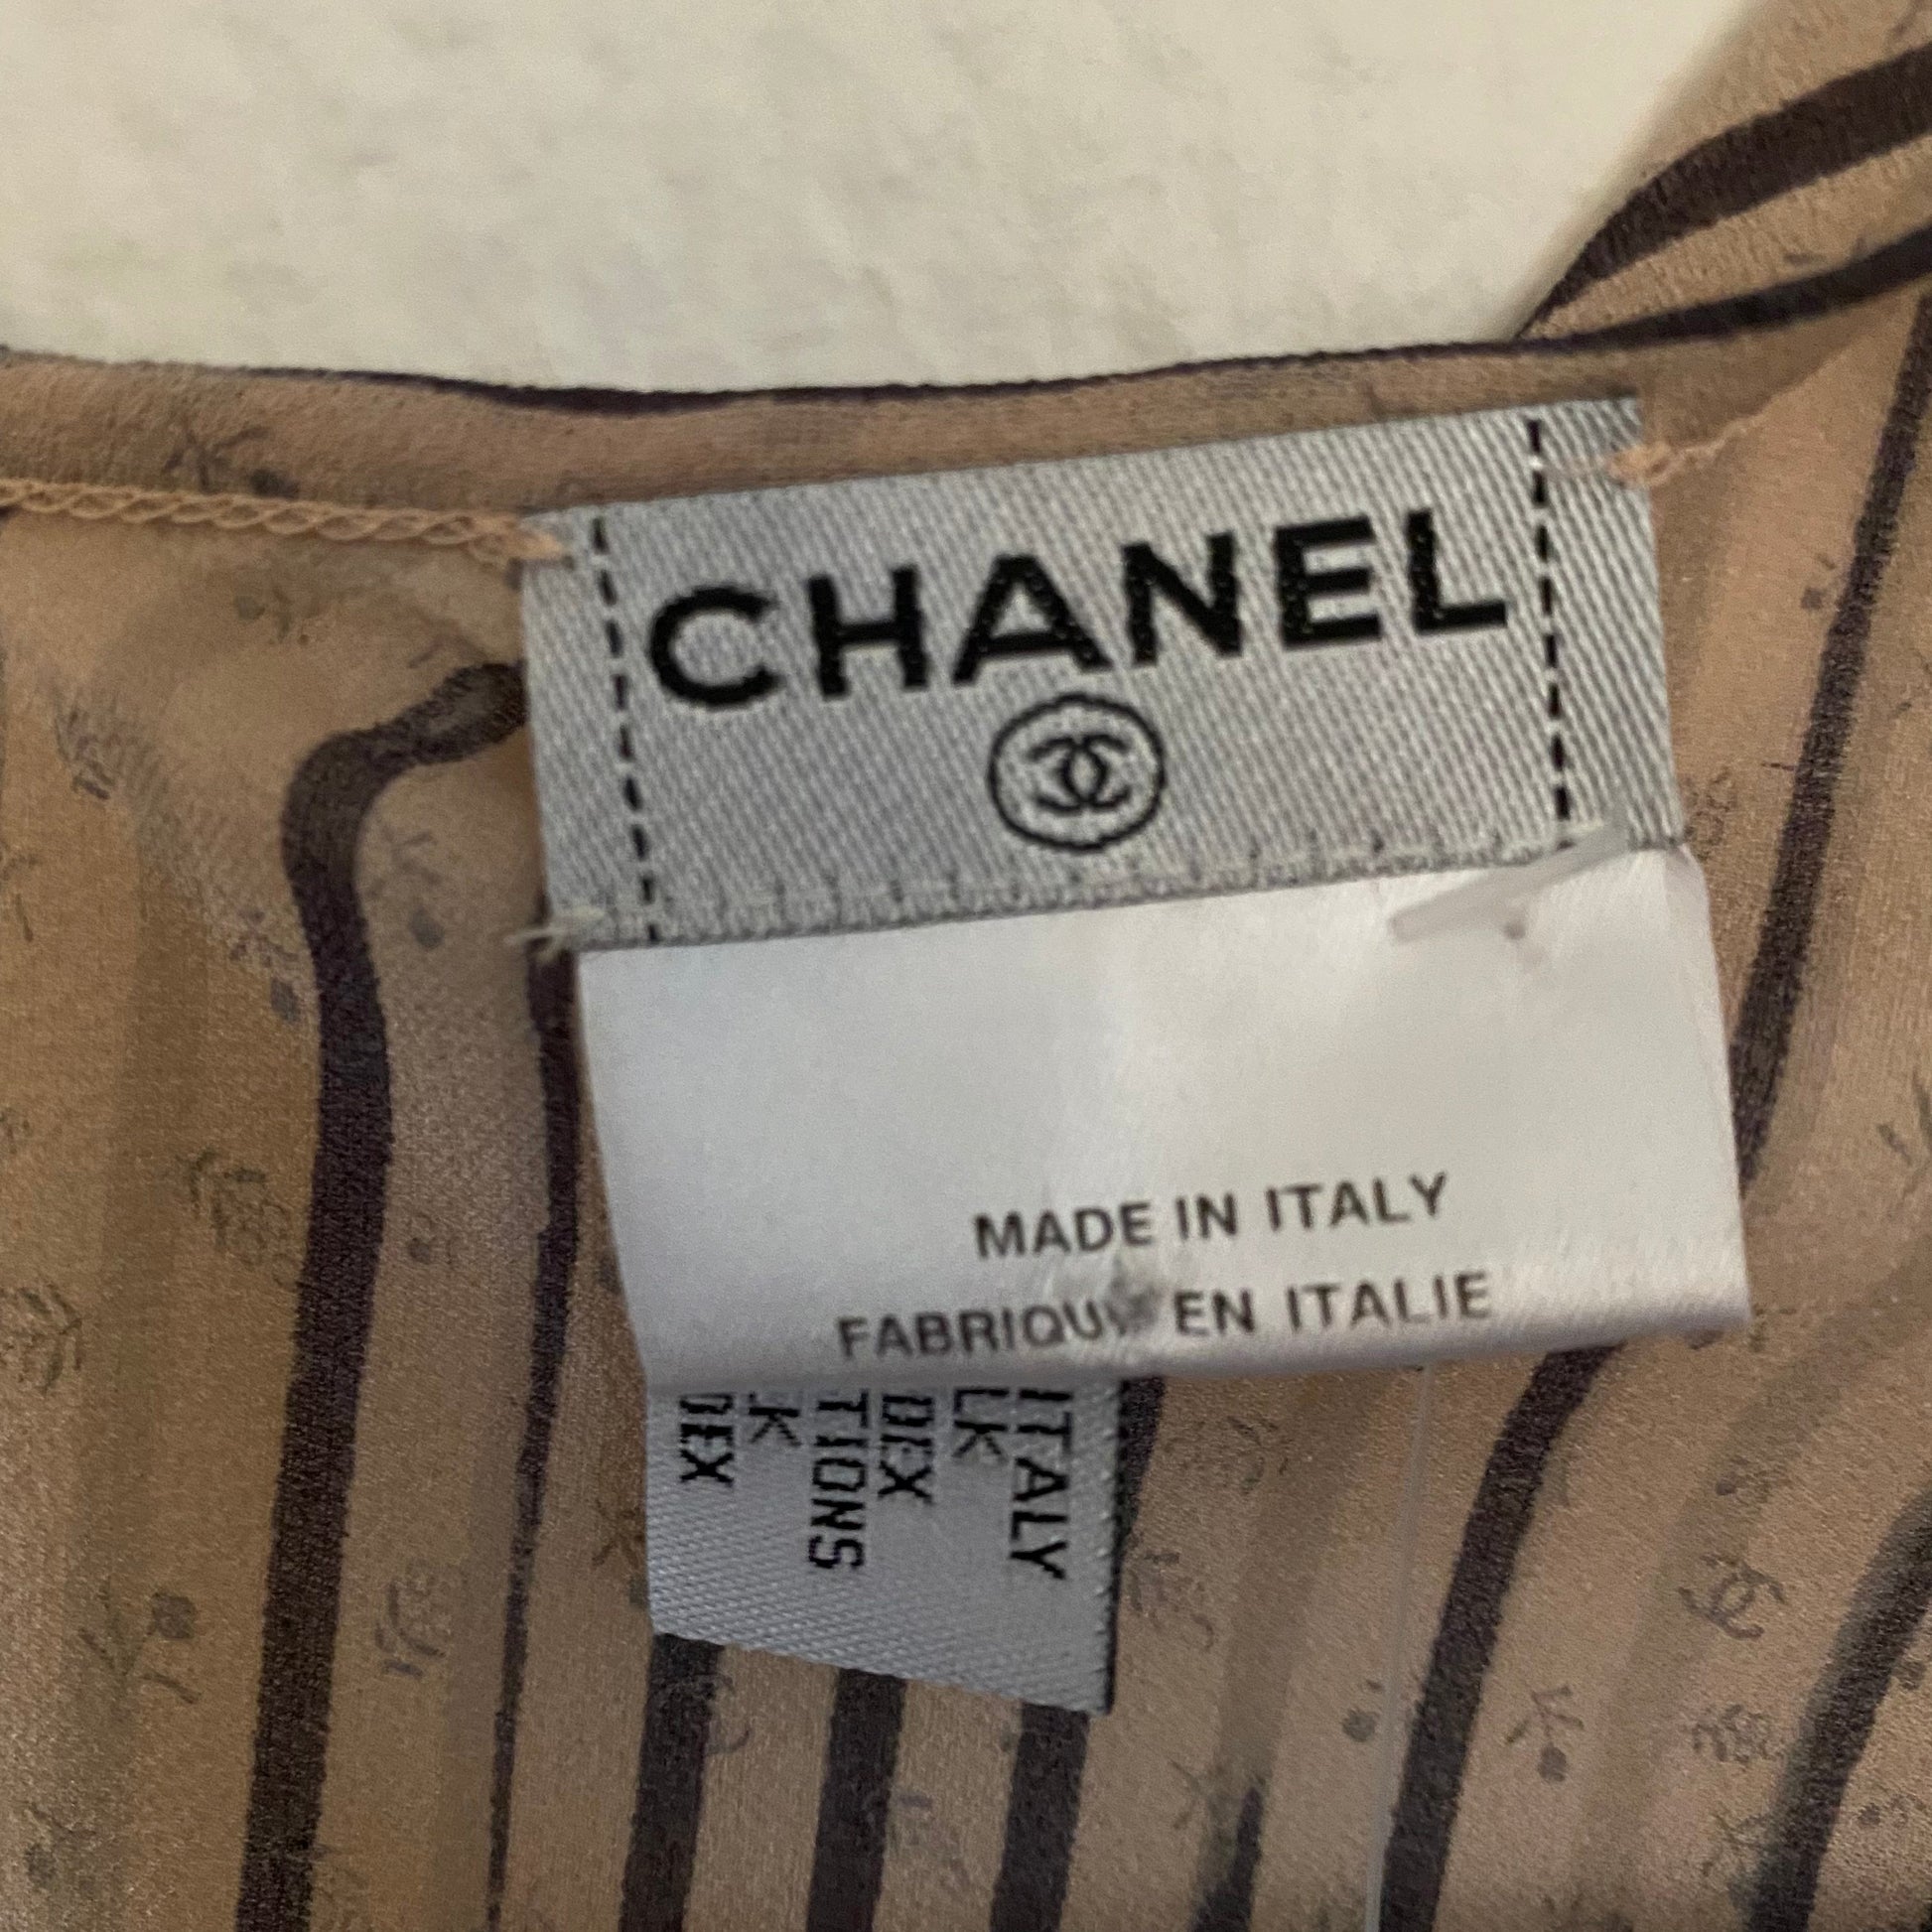 CHANEL
MADE IN ITALY
FABRIQU EN ITALIE
ITALY
LK
DEX
TIONS
K
DEX